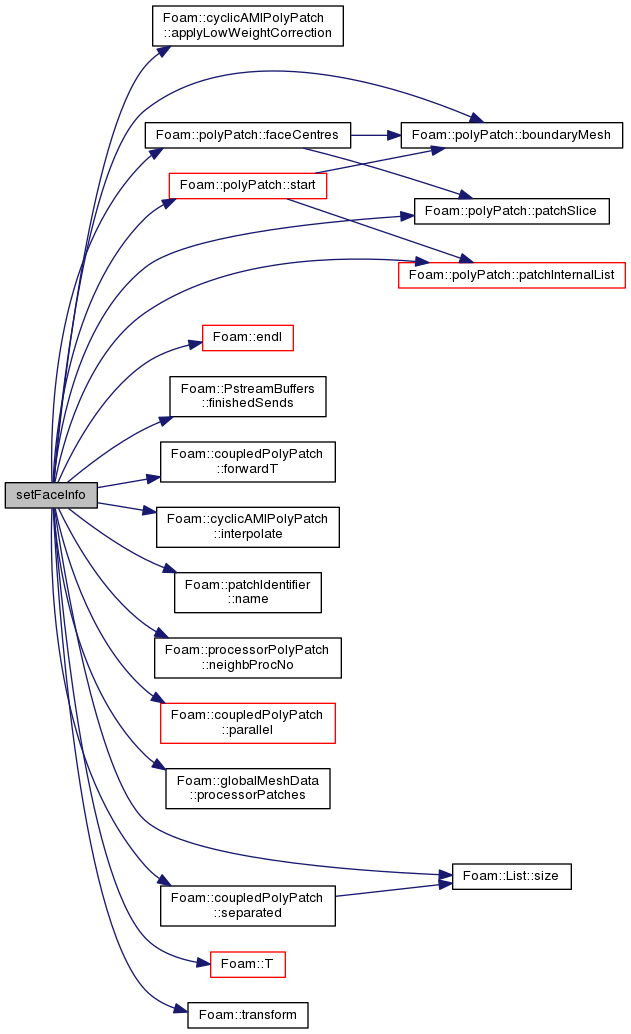 Foam::cyclicAMIPolyPatch
::applyLowWeightCorrection
Foam::polyPatch::faceCentres
Foam::polyPatch::boundaryMesh
Foam::polyPatch::start
Foam::polyPatch::patchSlice
Foam::polyPatch::patchInternalList
Foam::endl
Foam::PstreamBuffers
::finishedSends
Foam::coupledPolyPatch
::forwardT
setFaceInfo
Foam::cyclicAMIPolyPatch
::interpolate
Foam::patchIdentifier
::name
Foam::processorPolyPatch
::neighbProcNo
Foam::coupledPolyPatch
::parallel
Foam::globalMeshData
::processorPatches
Foam::List::size
Foam::coupledPolyPatch
::separated
Foam::T
Foam::transform